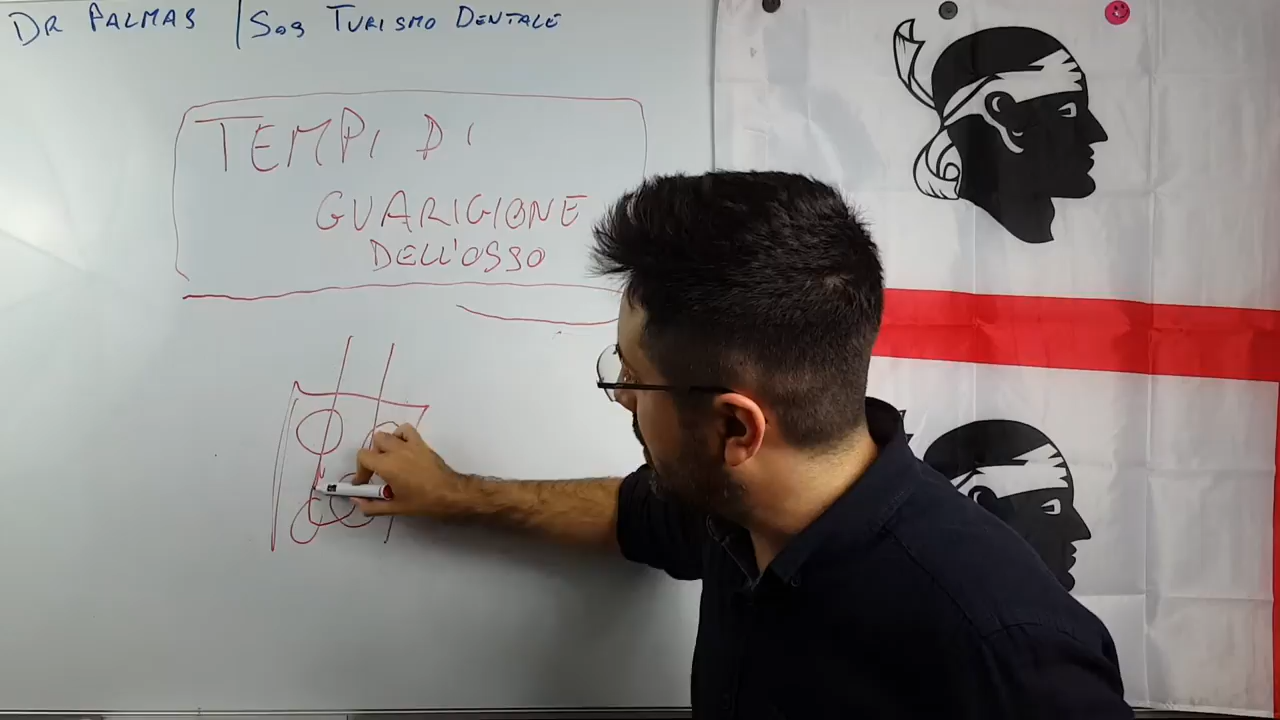 DR PALMAS | SOS TURISMO DENTALE
TEMPI DI
GUARIGIONE
DELL'OSSO